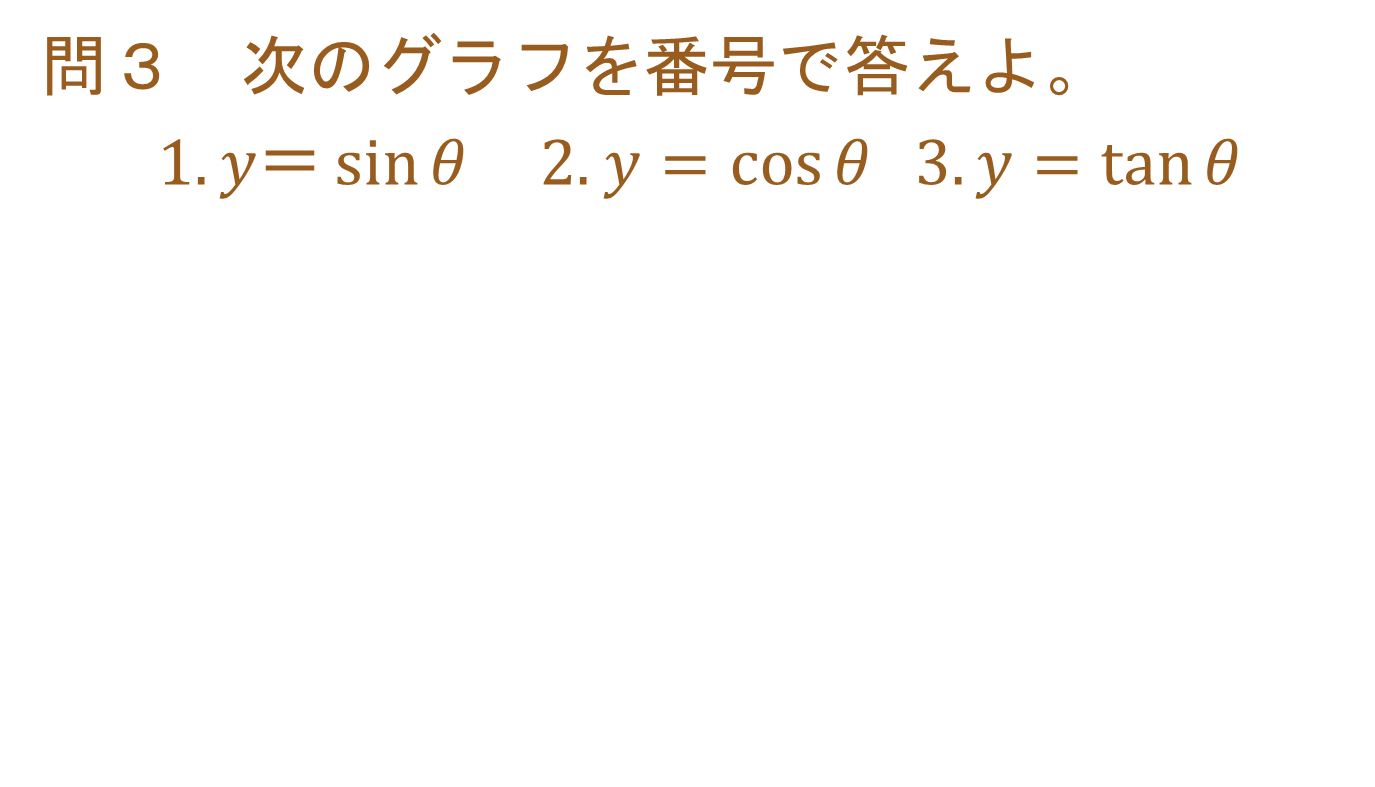 問３　次のグラフを番号で答えよ。
1. y＝ sin θ　2. y = cos θ　3. y = tan θ